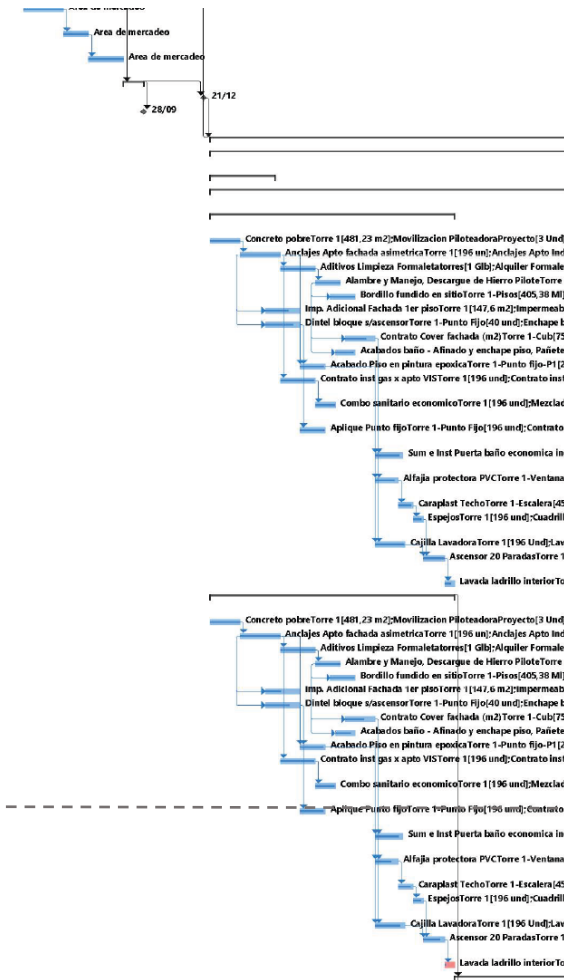 Area de mercadeo
Area de mercadeo
Area de mercadeo
21/12
28/09
Concreto pobreTorre 1[481,23 m2];Movilizacion PiloteadoraProyecto[3 Und]
Anclajes Apto fachada asimetricaTorre 1[196 un];Anclajes Apto Ind
Aditivos Limpieza Formaletatorres[1 Glb];Alquiler Formale
Alambre y Manejo, Descargue de Hierro PiloteTorre
Bordillo fundido en sitioTorre 1-Pisos[405,38 Ml]
Imp. Adicional Fachada 1er pisoTorre 1[147,6 m2];Impermeab
Dintel bloque s/ascensorTorre 1-Punto Fijo[40 und];Enchape b
Contrato Cover fachada (m2)Torre 1-Cub[75
Acabados baño - Afinado y enchape piso, Pañete
Acabado Piso en pintura epoxicaTorre 1-Punto fijo-P1[2
Contrato inst gas x apto VISTorre 1[196 und];Contrato inst
Combo sanitario economicoTorre 1[196 und];Mezclad
Aplique Punto fijoTorre 1-Punto Fijo[196 und];Contrato
Sum e Inst Puerta baño economica in
Alfajia protectora PVCTorre 1-Ventana
Caraplast TechoTorre 1-Escalera[45
EspejosTorre 1[196 und];Cuadrill
Cajilla LavadoraTorre 1[196 Und];Lav
Ascensor 20 ParadasTorre 1
Lavada ladrillo interiorTo
Concreto pobreTorre 1[481,23 m2];Movilizacion PiloteadoraProyecto[3 Und]
Anclajes Apto fachada asimetricaTorre 1[196 un];Anclajes Apto Ind
Aditivos Limpieza Formaletatorres[1 Glb];Alquiler Formale
Alambre y Manejo, Descargue de Hierro PiloteTorre
Bordillo fundido en sitioTorre 1-Pisos[405,38 Ml]
Imp. Adicional Fachada 1er pisoTorre 1[147,6 m2];Impermeab
Dintel bloque s/ascensorTorre 1-Punto Fijo[40 und];Enchape b
Contrato Cover fachada (m2)Torre 1-Cub[75
Acabados baño - Afinado y enchape piso, Pañete
Acabado Piso en pintura epoxicaTorre 1-Punto fijo-P1[2
Contrato inst gas x apto VISTorre 1[196 und];Contrato inst
Combo sanitario economicoTorre 1[196 und];Mezclad
Aplique Punto fijoTorre 1-Punto Fijo[196 und];Contrato
Sum e Inst Puerta baño economica in
Alfajia protectora PVCTorre 1-Ventana
Caraplast TechoTorre 1-Escalera[45
EspejosTorre 1[196 und];Cuadrill
Cajilla LavadoraTorre 1[196 Und];Lav
Ascensor 20 ParadasTorre 1
Lavada ladrillo interiorTo